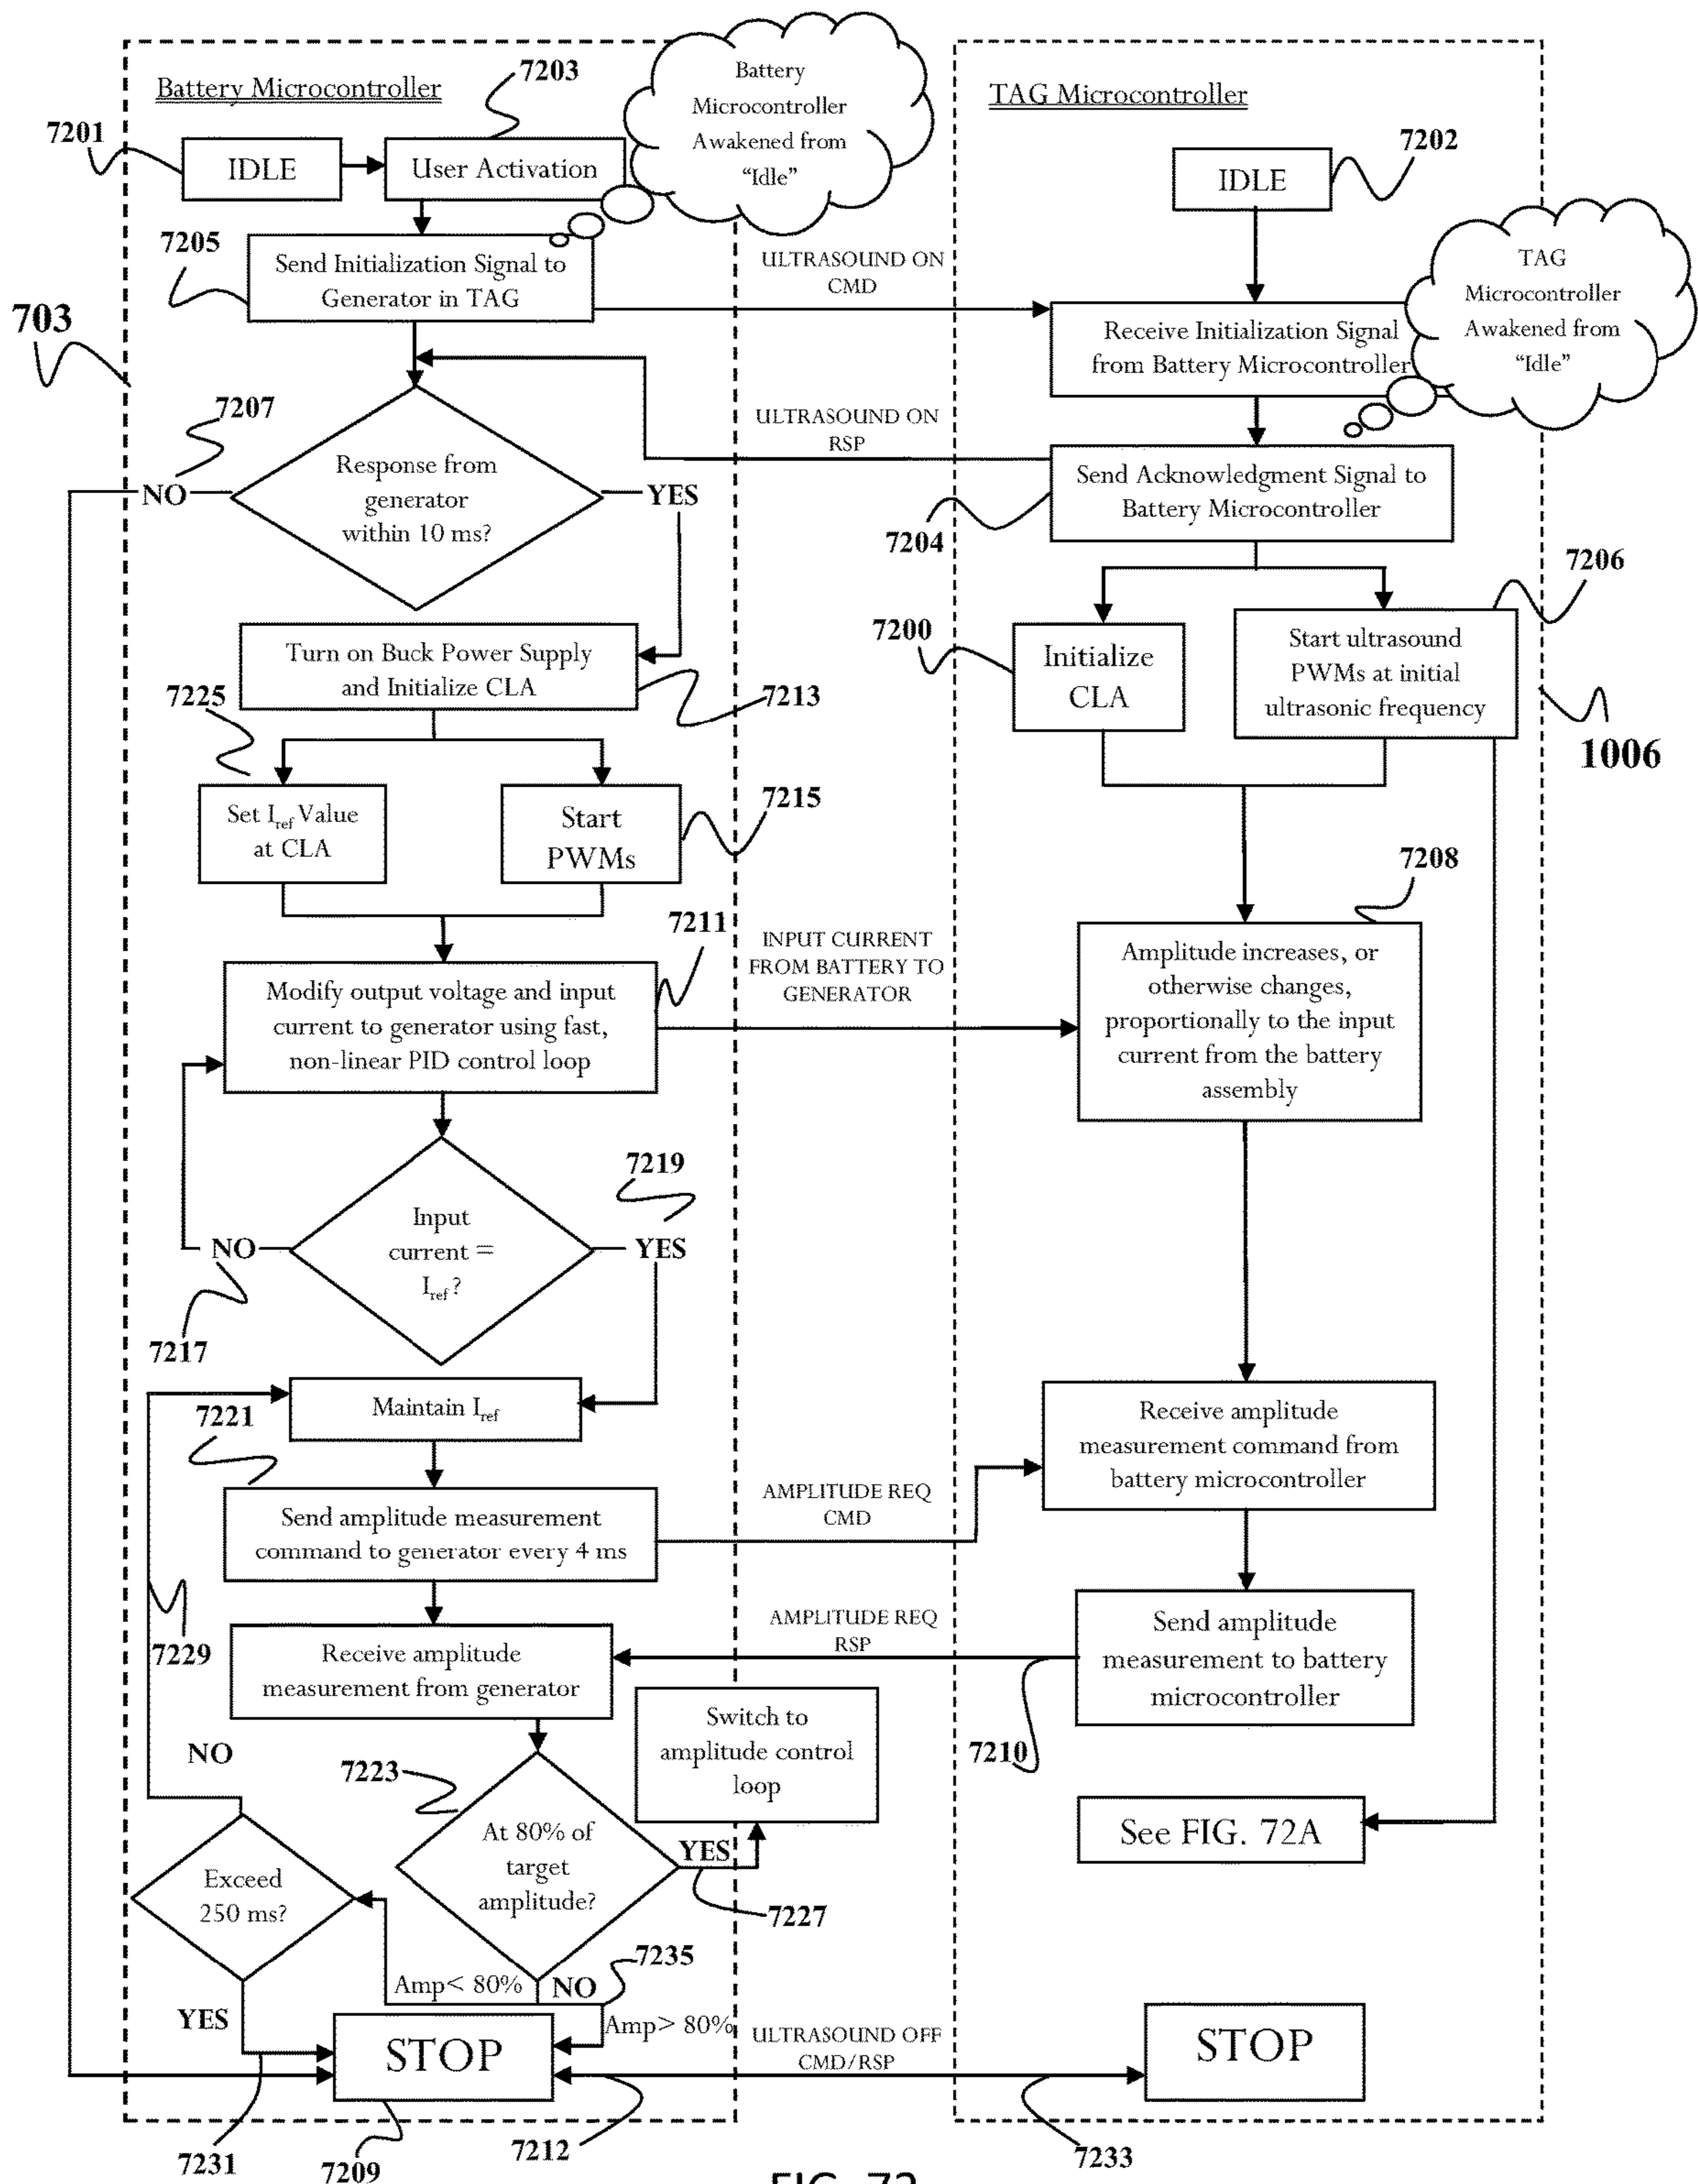 Battery Microcontroller
7203
7201
IDLE
User Activation
Battery
Microcontroller
Awakened from
“Idle”
TAG Microcontroller
7202
IDLE
7205
Send Initialization Signal to
Generator in TAG
ULTRASOUND ON
CMD
TAG
Microcontroller
Awakened from
“Idle”
Receive Initialization Signal
from Battery Microcontroller
703
7207
ULTRASOUND ON
RSP
Response from
generator
within 10 ms?
NO
YES
Send Acknowledgment Signal to
Battery Microcontroller
7204
7206
7200
Initialize
CLA
Start ultrasound
PWMs at initial
ultrasonic frequency
1006
Turn on Buck Power Supply
and Initialize CLA
7213
7225
Set Iref Value
at CLA
Start
PWMs
7215
7208
7211
INPUT CURRENT
FROM BATTERY TO
GENERATOR
Modify output voltage and input
current to generator using fast,
non-linear PID control loop
Amplitude increases, or
otherwise changes,
proportionally to the input
current from the battery
assembly
7219
Input
current =
Iref ?
NO
YES
7217
Maintain Iref
7221
Receive amplitude
measurement command from
battery microcontroller
Send amplitude measurement
command to generator every 4 ms
AMPLITUDE REQ
CMD
7229
Receive amplitude
measurement from generator
AMPLITUDE REQ
RSP
Send amplitude
measurement to battery
microcontroller
7210
Switch to
amplitude control
loop
NO
7223
At 80% of
target
amplitude?
YES
7227
See FIG. 72A
Exceed
250 ms?
7235
Amp< 80%
NO
YES
Amp> 80%
STOP
ULTRASOUND OFF
CMD/RSP
STOP
7231
7209
7212
7233
FIG. 72